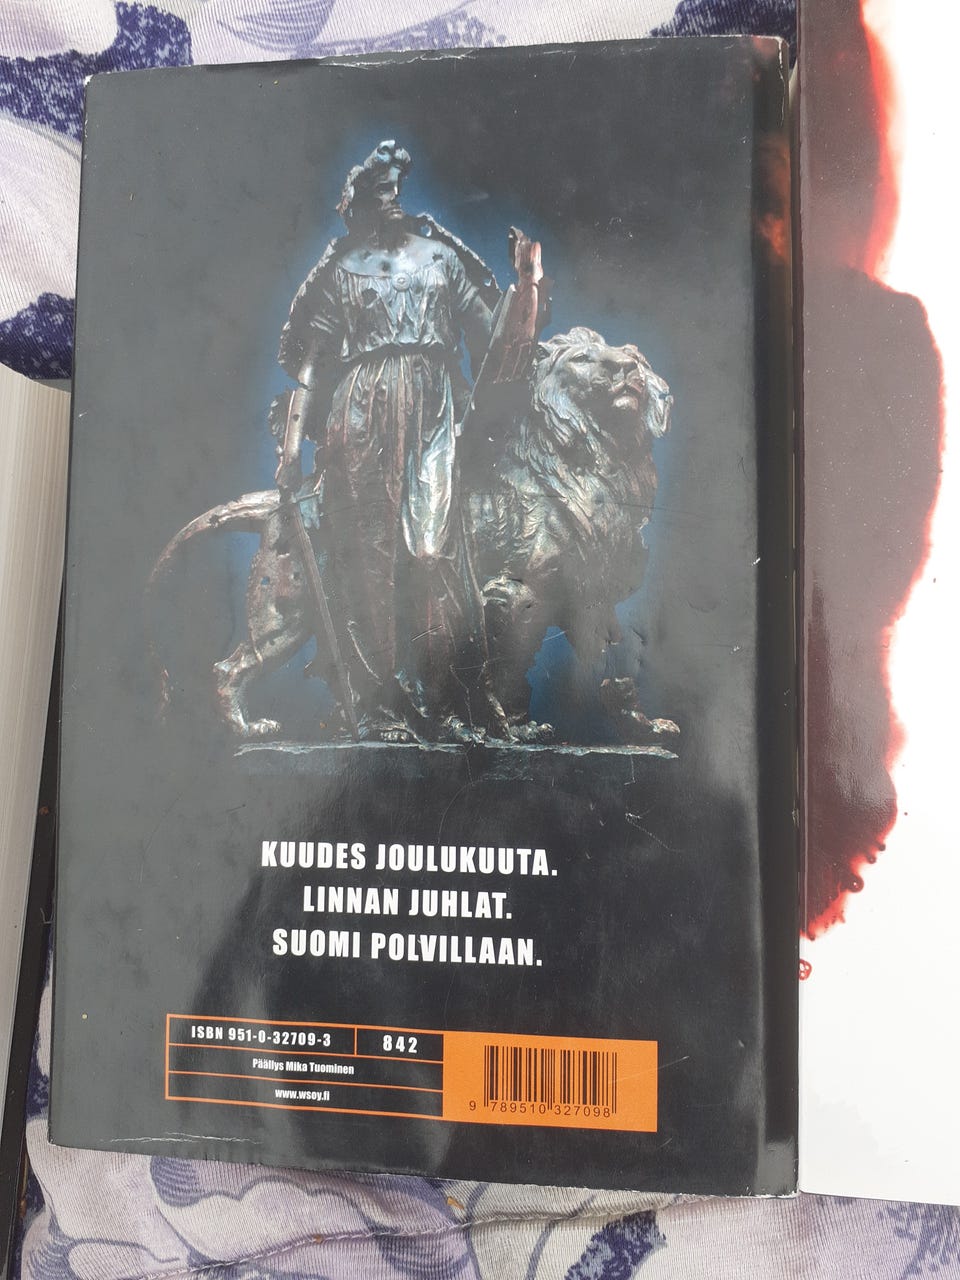 KUUDES JOULUKUUTA.
LINNAN JUHLAT.
SUOMI POLVILLAAN.
ISBN 951-0-32709-3
842
Päällys Mika Tuominen
www.wsoy.fi
9 789510 327098